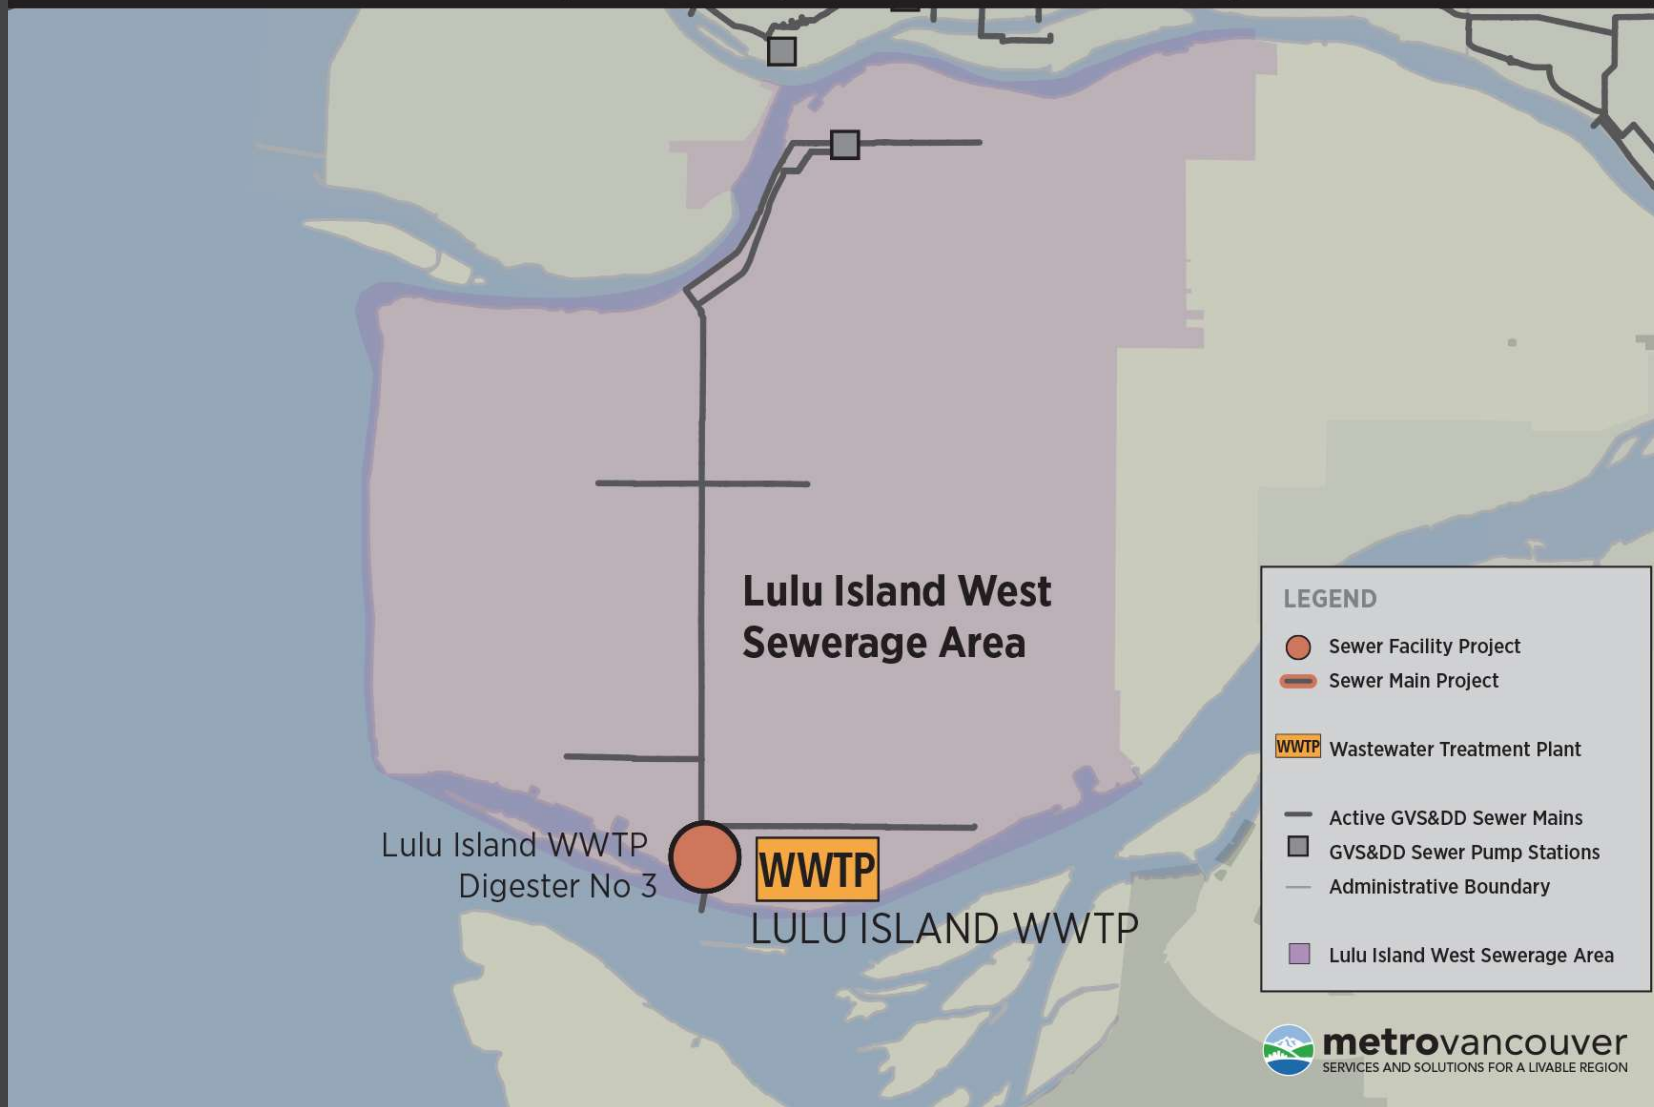 Lulu Island West
Sewerage Area
Lulu Island WWTP
Digester No 3
WWTP
LULU ISLAND WWTP
LEGEND
Sewer Facility Project
Sewer Main Project
WWTP Wastewater Treatment Plant
Active GVS&DD Sewer Mains
GVS&DD Sewer Pump Stations
Administrative Boundary
Lulu Island West Sewerage Area
metrovancouver
SERVICES AND SOLUTIONS FOR A LIVABLE REGION